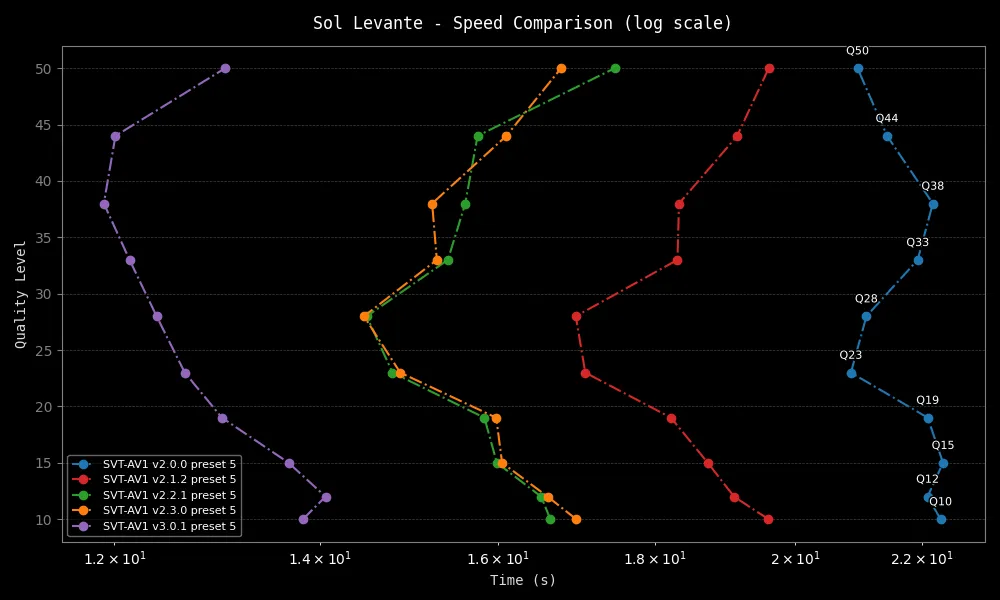 Sol Levante - Speed Comparison (log scale)
Q50
50
45
Q44
40
Q38
35
Q33
30
Q28
25
Q23
20
Q19
15
Q15
Q12
10
Q10
Quality Level
SVT-AV1 v2.0.0 preset 5
SVT-AV1 v2.1.2 preset 5
SVT-AV1 v2.2.1 preset 5
SVT-AV1 v2.3.0 preset 5
SVT-AV1 v3.0.1 preset 5
1.2 × 10¹ 1.4 × 10¹ 1.6 × 10¹ 1.8 × 10¹ 2 × 10¹ 2.2 × 10¹
Time (s)